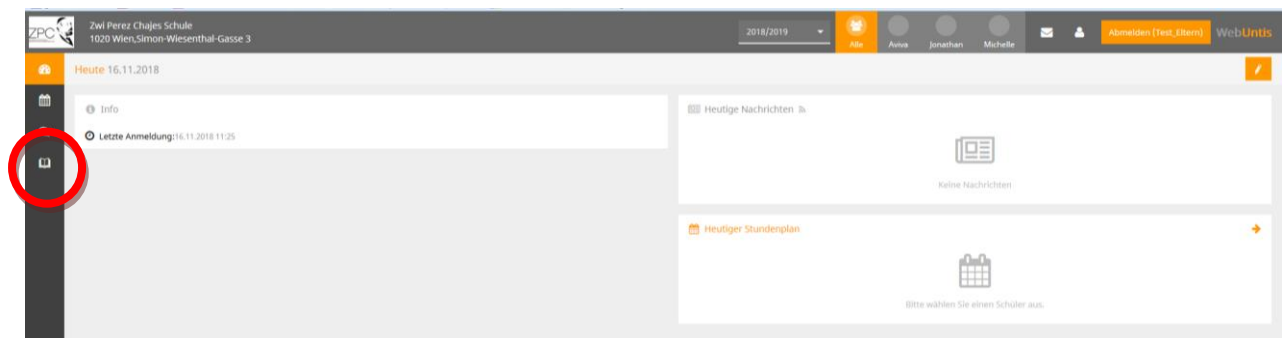 ZPC
Zwi Perez Chajes Schule
1020 Wien,Simon-Wiesenthal-Gasse 3
2018/2019
Alle
Aviva
Jonathan
Michelle
Abmelden (Test_Eltern)
WebUntis
Heute 16.11.2018
Info
Letzte Anmeldung:16.11.2018 11:25
Heutige Nachrichten
Keine Nachrichten
Heutiger Stundenplan
Bitte wählen Sie einen Schüler aus.